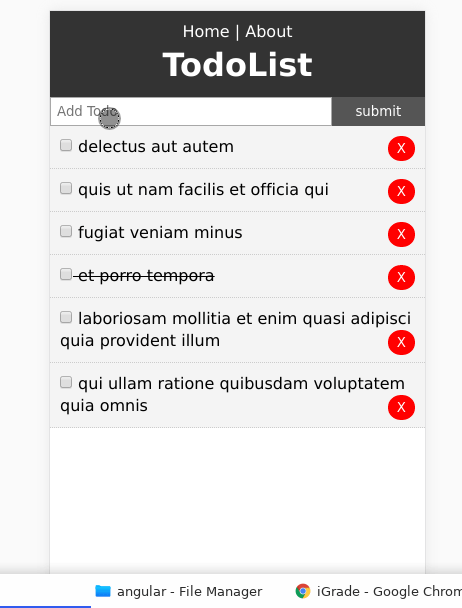 Home | About
TodoList
Add Todo
submit
delectus aut autem
X
quis ut nam facilis et officia qui
X
fugiat veniam minus
X
et porro tempora
X
laboriosam mollitia et enim quasi adipisci
quia provident illum
X
qui ullam ratione quibusdam voluptatem
quia omnis
X
angular - File Manager
iGrade - Google Chrom